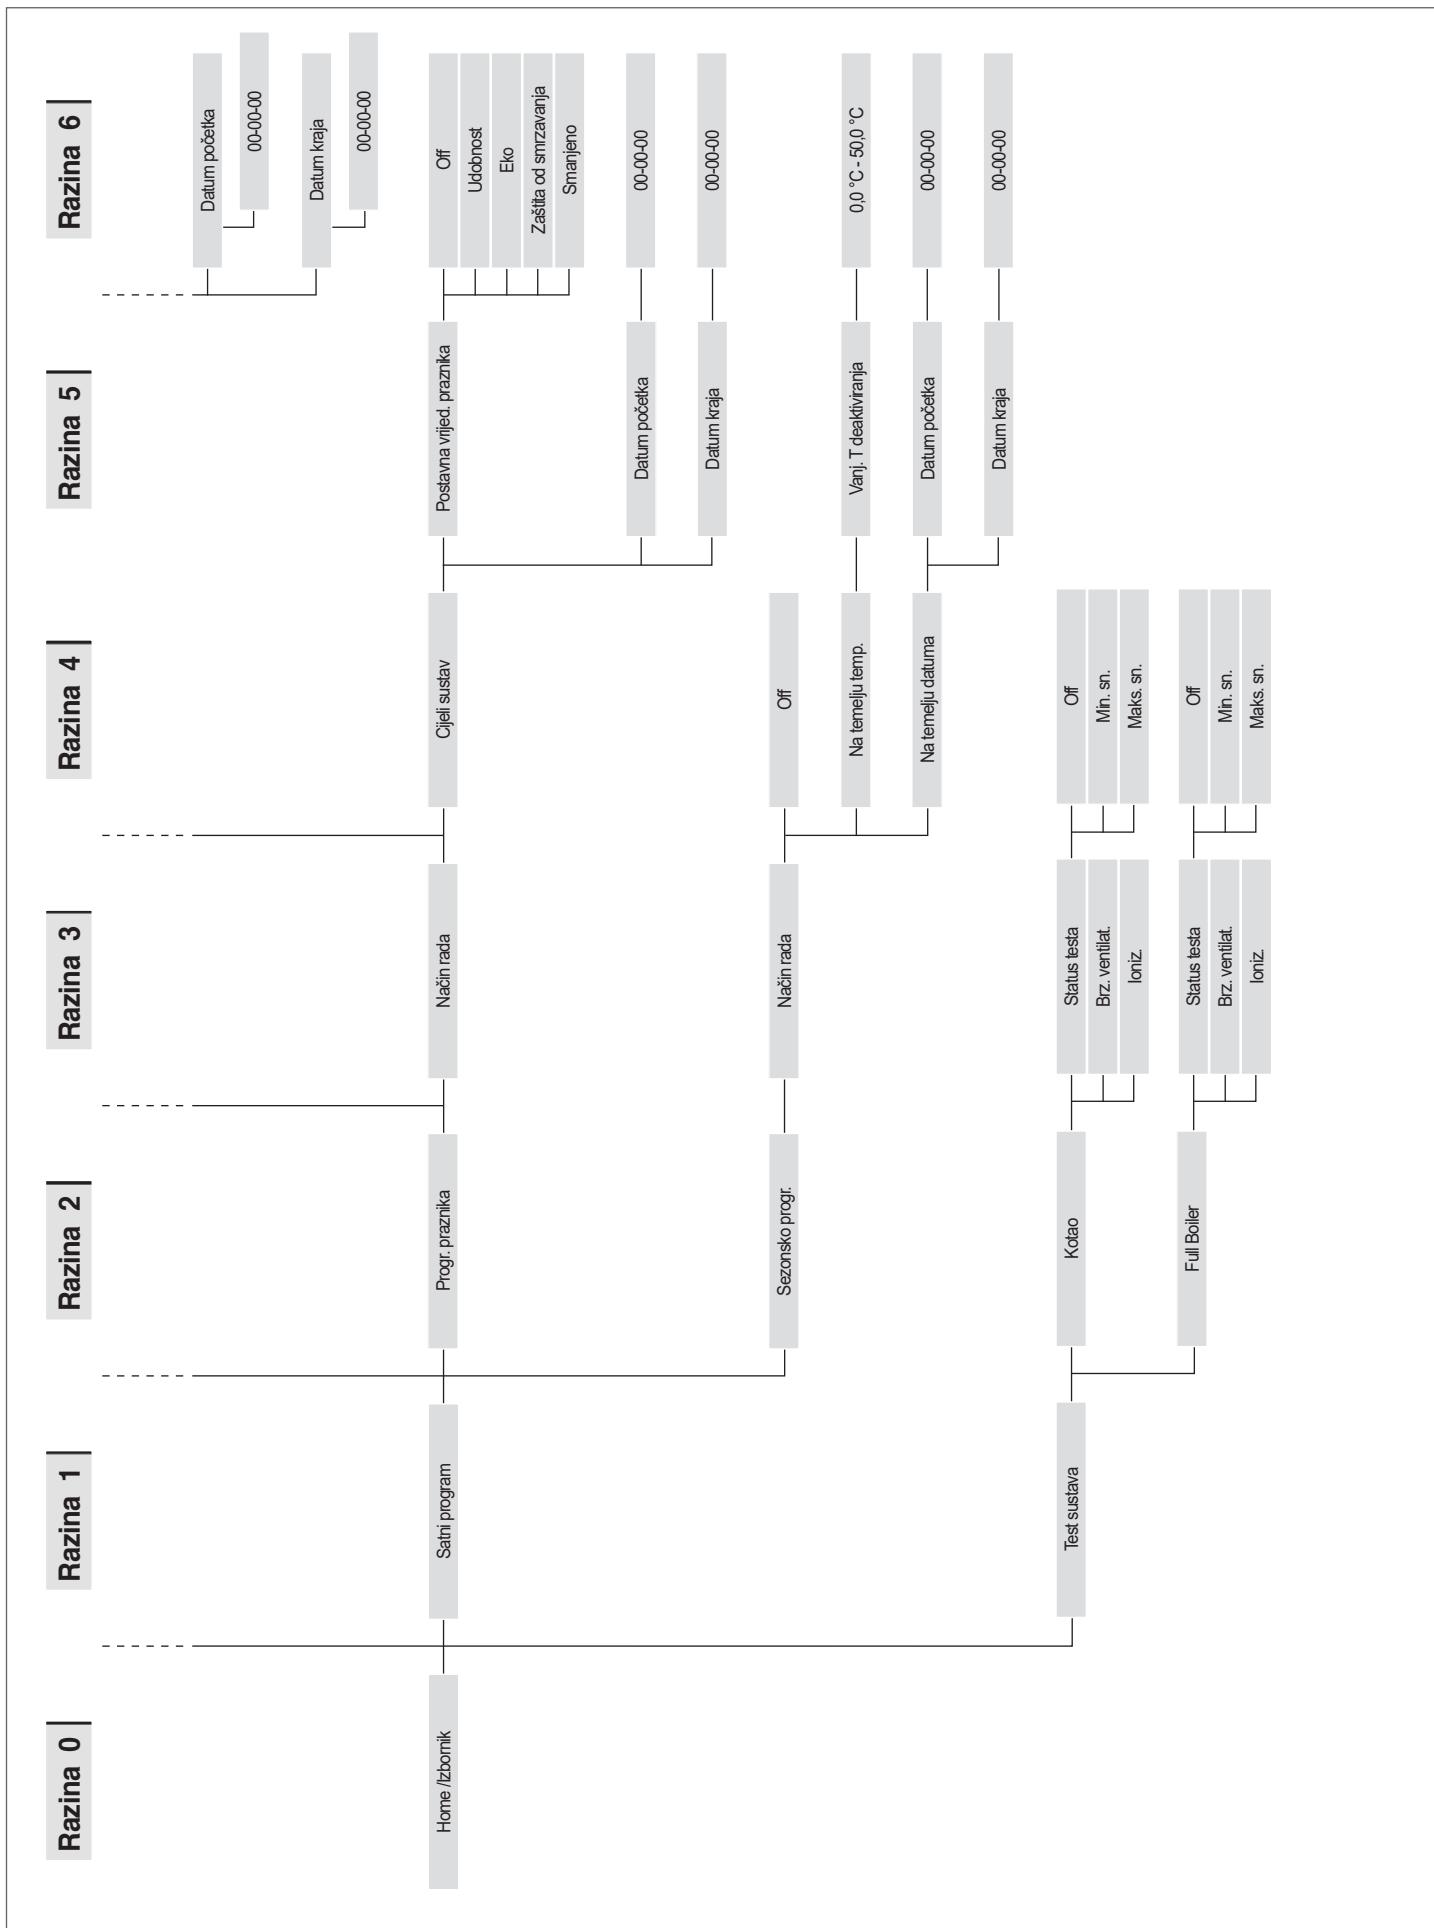 Razina 0
Razina 1
Razina 2
Razina 3
Razina 4
Razina 5
Razina 6
Datum početka
00-00-00
Datum kraja
00-00-00
Home /Izbornik
Satni program
Progr. praznika
Način rada
Cijeli sustav
Postavna vrijed. praznika
Off
Udobnost
Eko
Zaštita od smrzavanja
Smanjeno
Datum početka
00-00-00
Datum kraja
00-00-00
Sezonsko progr.
Način rada
Off
Na temelju temp.
Vanj. T deaktiviranja
0,0 °C - 50,0 °C
Na temelju datuma
Datum početka
00-00-00
Datum kraja
00-00-00
Test sustava
Kotao
Status testa
Off
Brz. ventilat.
Min. sn.
Ioniz.
Maks. sn.
Full Boiler
Status testa
Off
Brz. ventilat.
Min. sn.
Ioniz.
Maks. sn.